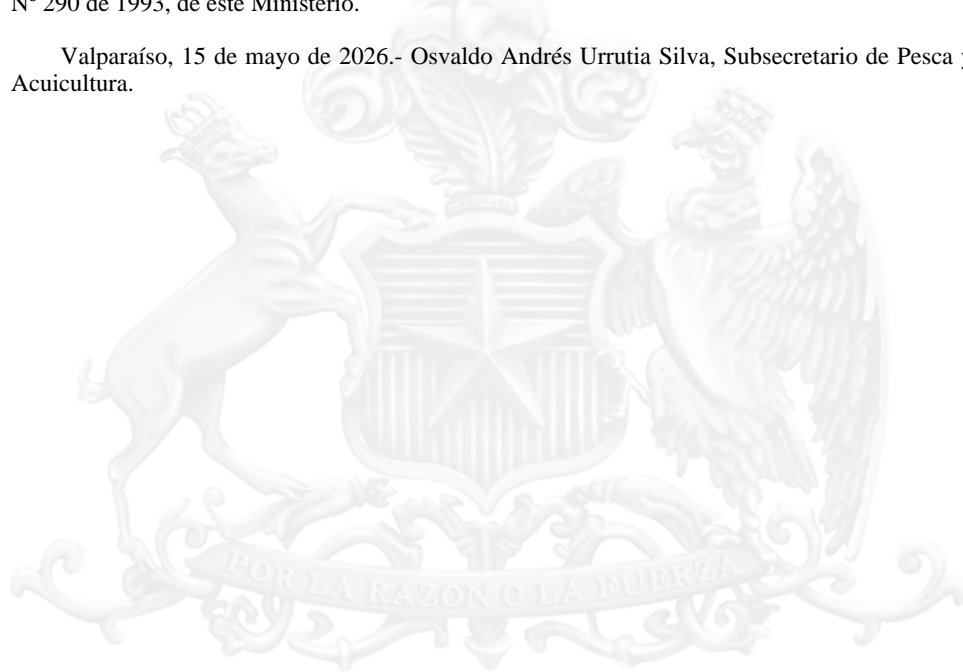 Nº 290 de 1993, de este Ministerio.
Valparaíso, 15 de mayo de 2026.- Osvaldo Andrés Urrutia Silva, Subsecretario de Pesca y
Acuicultura.
POR LA RAZON O LA FUERZA